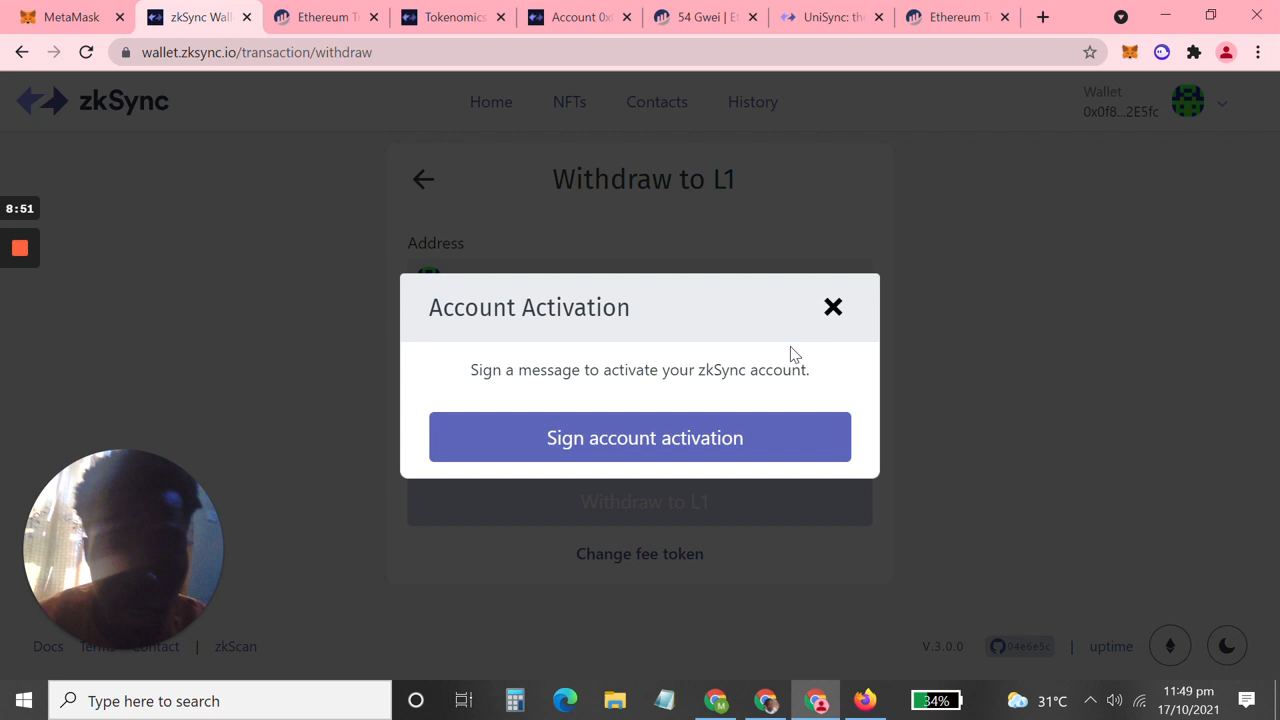 MetaMask
zkSync Wall
Ethereum T
Tokenomics
Account 0x
54 Gwei | Et
UniSync: th
Ethereum T
wallet.zksync.io/transaction/withdraw
zkSync
Home
NFTs
Contacts
History
Wallet
0x0f8...2E5fc
8:51
Withdraw to L1
Address
Account Activation
Sign a message to activate your zkSync account.
Sign account activation
Withdraw to L1
Change fee token
Docs
Terms
Contact
|
zkScan
V.3.0.0
04e6e5c
|
uptime
Type here to search
34%
31°C
11:49 pm
17/10/2021